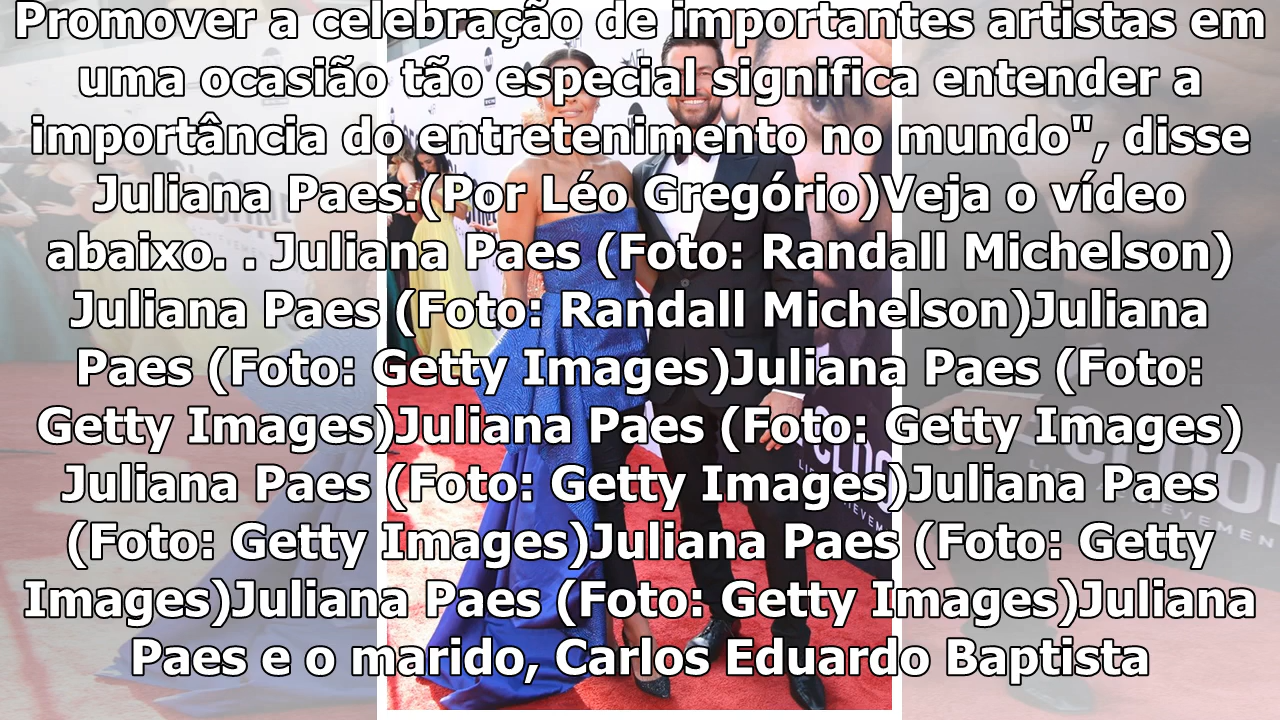 Promover a celebração de importantes artistas em
uma ocasião tão especial significa entender a
importância do entretenimento no mundo", disse
Juliana Paes.(Por Léo Gregório)Veja o vídeo
abaixo. . Juliana Paes (Foto: Randall Michelson)
Juliana Paes (Foto: Randall Michelson)Juliana
Paes (Foto: Getty Images)Juliana Paes (Foto:
Getty Images)Juliana Paes (Foto: Getty Images)
Juliana Paes (Foto: Getty Images)Juliana Paes
(Foto: Getty Images)Juliana Paes (Foto: Getty
Images)Juliana Paes (Foto: Getty Images)Juliana
Paes e o marido, Carlos Eduardo Baptista